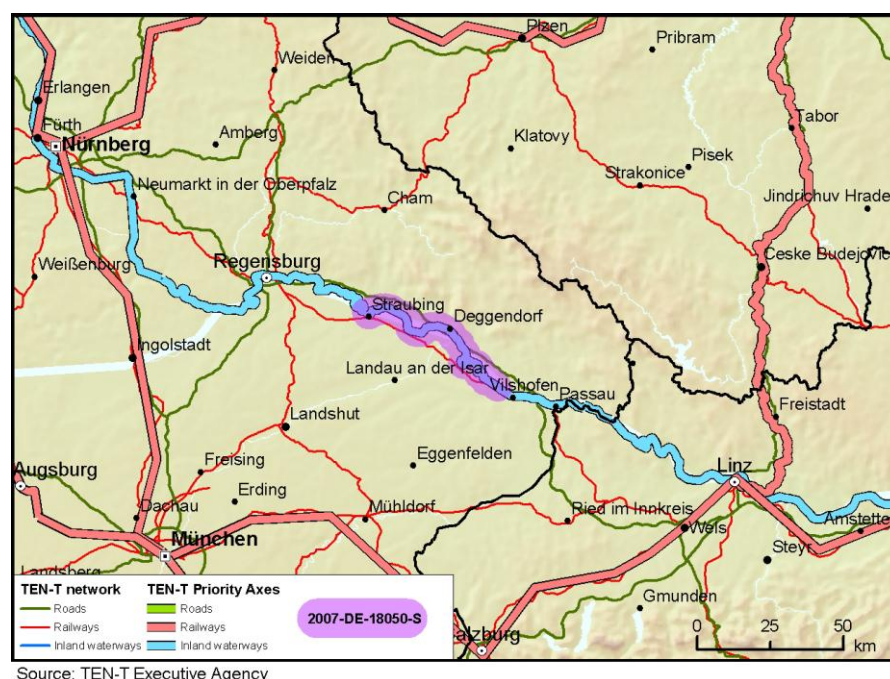 Plzen
Pribram
Weiden
Erlangen
Fürth
Nürnberg
Amberg
Klatovy
Tabor
Pisek
Strakonice
Neumarkt in der Oberpfalz
Cham
Jindrichuv Hrade
Weißenburg
Regensburg
Ceske Budejovic
Straubing
Deggendorf
Ingolstadt
Landau an der Isar
Vilshofen
Passau
Freistadt
Landshut
Augsburg
Freising
Eggenfelden
Linz
Erding
Dachau
Mühldorf
Ried im Innkreis
Wels
Amstette
München
Steyr
Landsberg
Gmunden
alzburg
TEN-T network
TEN-T Priority Axes
Roads
Roads
Railways
Railways
Inland waterways
Inland waterways
2007-DE-18050-S
0 25 50
km
Source: TEN-T Executive Agency